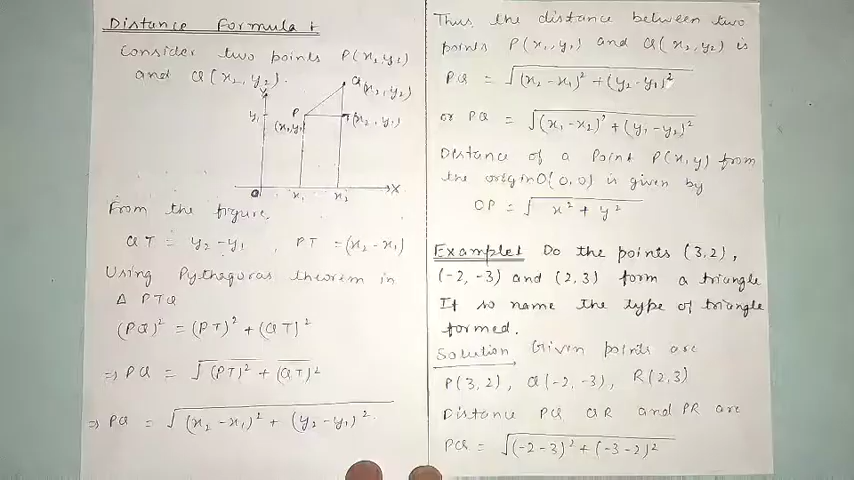 Distance Formula :
Consider two points P(x₁,y₁)
and Q(x₂,y₂).
Y
Q(x₂,y₂)
y₁
P
(x₁,y₁)
T(x₂,y₁)
O
x₁
x₂
X
From the figure,
QT = y₂-y₁ PT = (x₂-x₁)
Using Pythagoras theorem in
Δ PTQ
(PQ)² = (PT)² + (QT)²
⇒ PQ = √(PT)² + (QT)²
⇒ PQ = √(x₂-x₁)² + (y₂-y₁)²
Thus, the distance between two
points P(x₁,y₁) and Q(x₂,y₂) is
PQ = √(x₂-x₁)² + (y₂-y₁)²
or PQ = √(x₁-x₂)² + (y₁-y₂)²
Distance of a Point P(x,y) from
the origin O(0,0) is given by
OP = √x² + y²
Example: Do the points (3,2),
(-2,-3) and (2,3) form a triangle
If so name the type of triangle
formed.
Solution Given points are
P(3,2), Q(-2,-3), R(2,3)
Distance PQ QR and PR are
PQ = √(-2-3)² + (-3-2)²